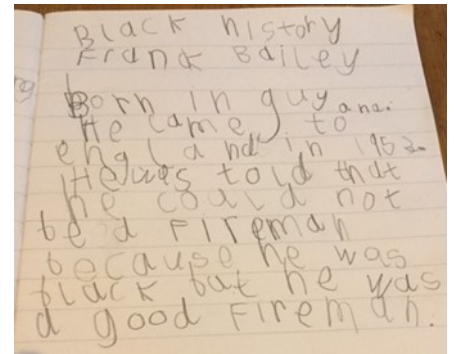 Black history
Frank Bailey
Born in guyana.
He came to
england in 1953.
He was told that
he could not
be a fireman
because he was
black but he was
a good fireman.